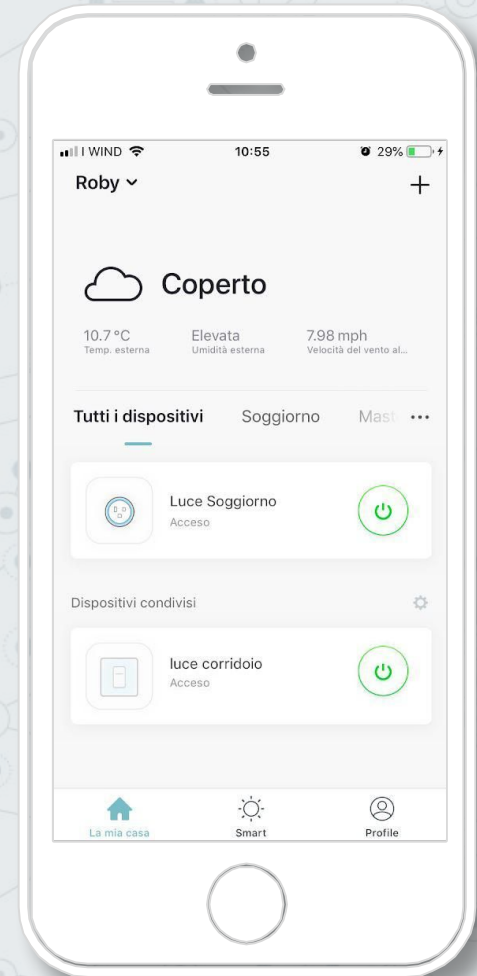 I WIND 10:55 29%
Roby
Coperto
10.7 °C Elevata 7.98 mph
Temp. esterna Umidità esterna Velocità del vento al...
Tutti i dispositivi Soggiorno Mast ...
Luce Soggiorno
Acceso
Dispositivi condivisi
luce corridoio
Acceso
La mia casa Smart Profile